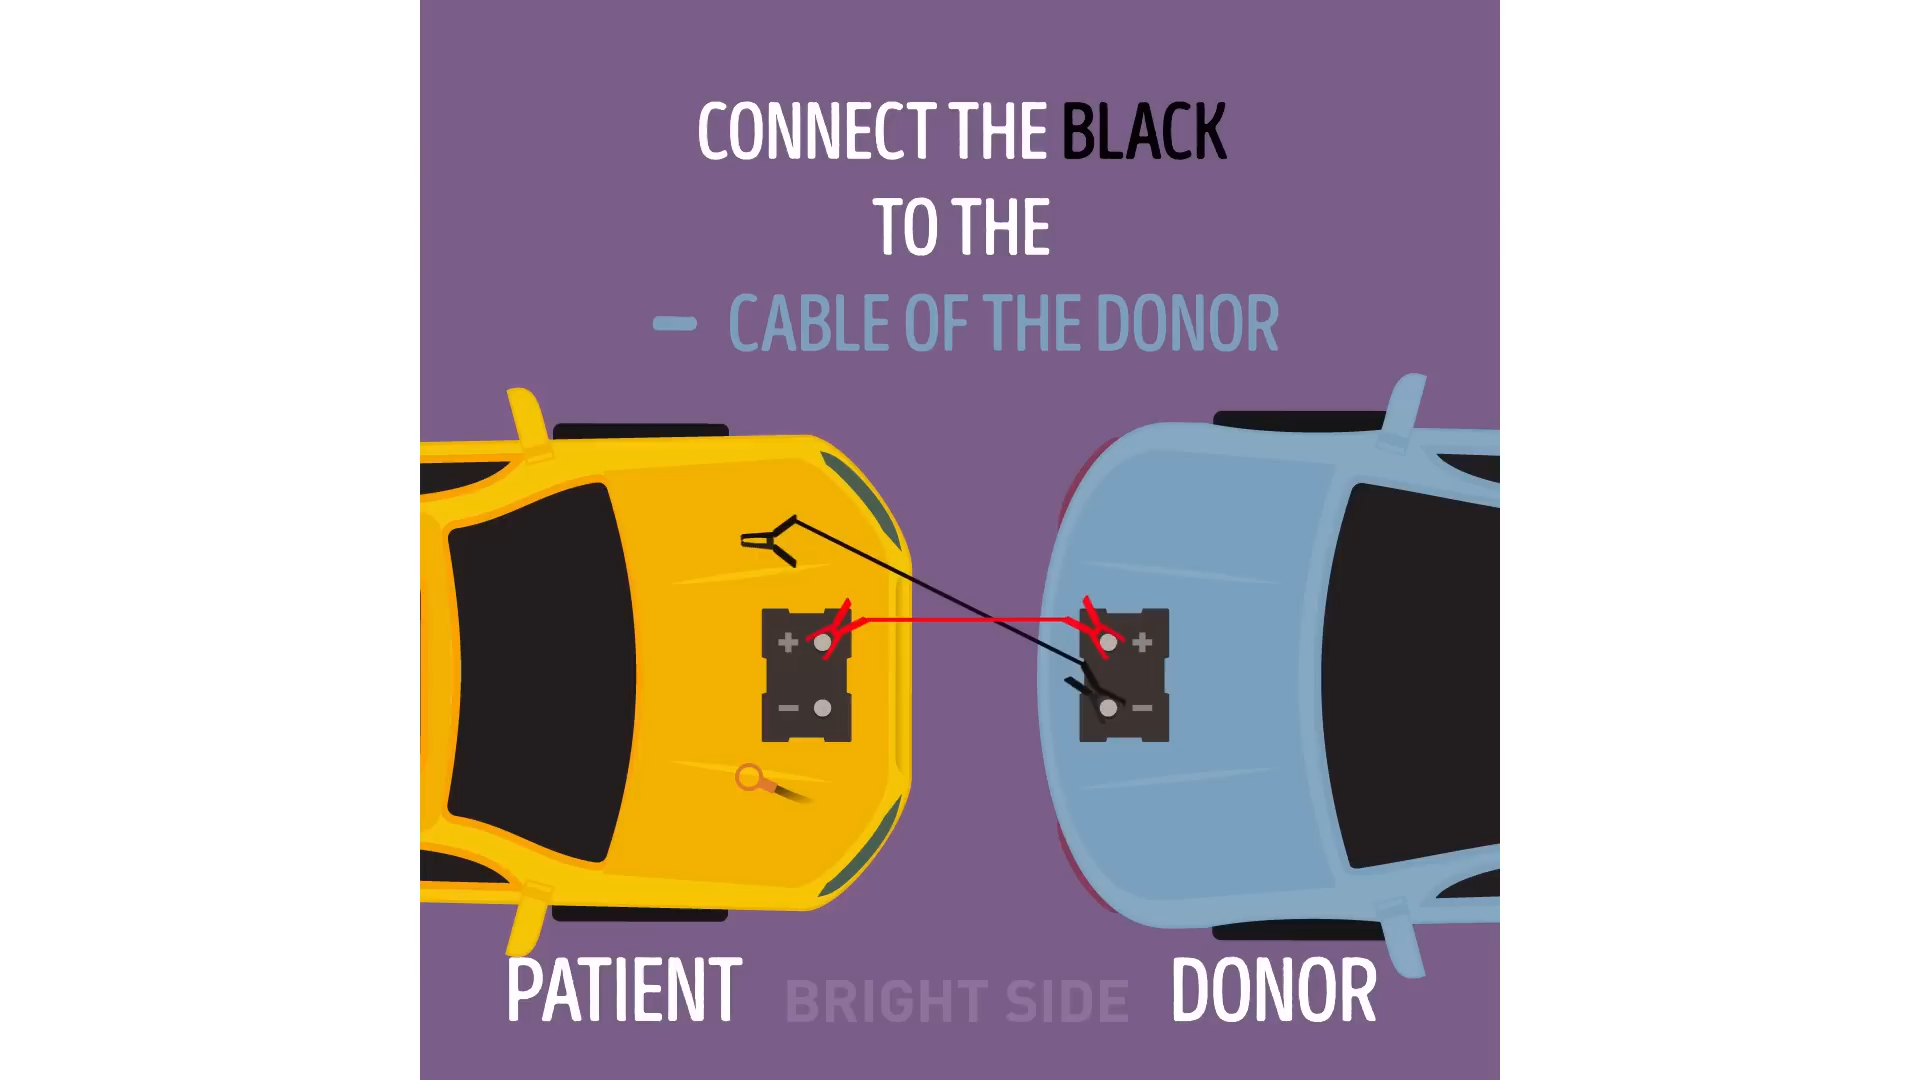 CONNECT THE BLACK
TO THE
– CABLE OF THE DONOR
+ +
– –
PATIENT BRIGHT SIDE DONOR